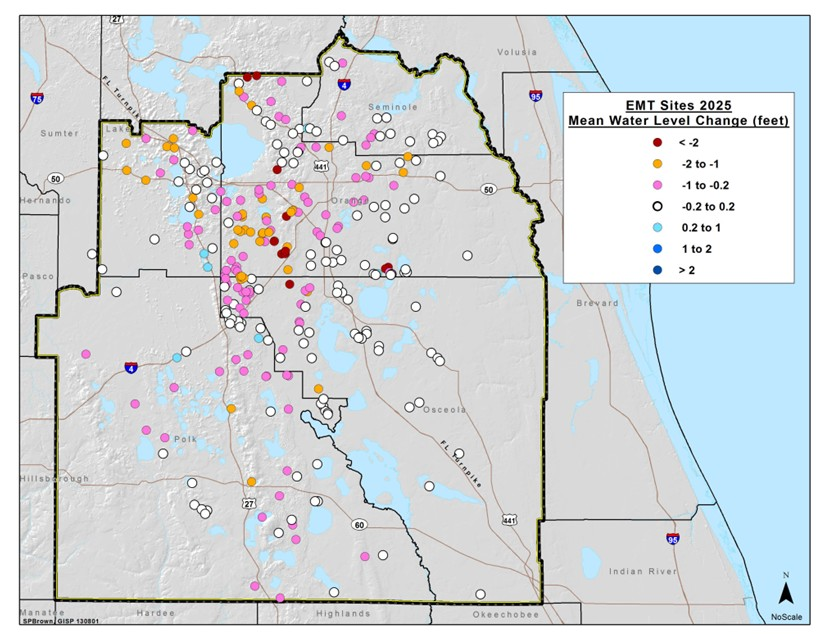 27
Volusia
FL Turnpik
4
75
95
Seminole
EMT Sites 2025
Mean Water Level Change (feet)
< -2
-2 to -1
-1 to -0.2
-0.2 to 0.2
0.2 to 1
1 to 2
> 2
Sumter
Lake
441
50
50
Hernando
Orange
Pasco
Brevard
4
Osceola
Polk
FL Turnpike
Hillsborough
27
60
441
95
Indian River
N
NoScale
Manatee
Hardee
Highlands
Okeechobee
SPBrown, GISP 130801